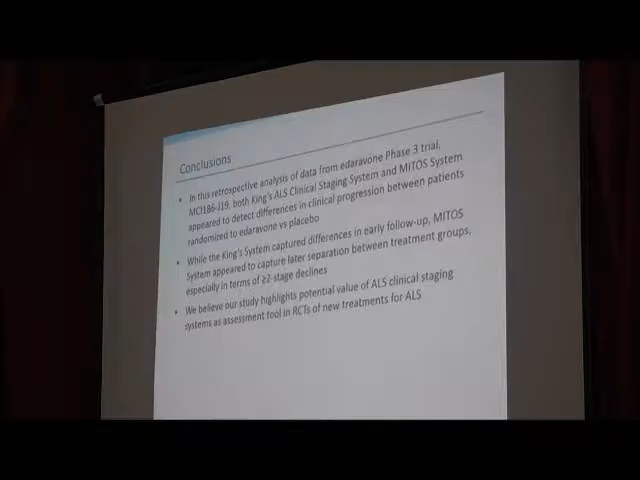 Conclusions
• In this retrospective analysis of data from edaravone Phase 3 trial,
MCI186-J19, both King's ALS Clinical Staging System and MITOS System
appeared to detect differences in clinical progression between patients
randomized to edaravone vs placebo
• While the King's System captured differences in early follow-up, MITOS
System appeared to capture later separation between treatment groups,
especially in terms of ≥2-stage declines
• We believe our study highlights potential value of ALS clinical staging
systems as assessment tool in RCTs of new treatments for ALS